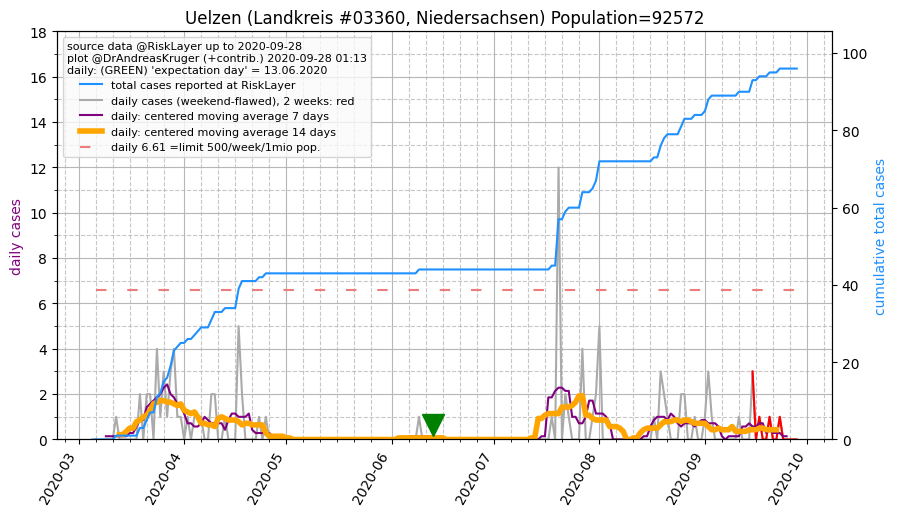 Uelzen (Landkreis #03360, Niedersachsen) Population=92572
source data @RiskLayer up to 2020-09-28
plot @DrAndreasKruger (+contrib.) 2020-09-28 01:13
daily: (GREEN) 'expectation day' = 13.06.2020
total cases reported at RiskLayer
daily cases (weekend-flawed), 2 weeks: red
daily: centered moving average 7 days
daily: centered moving average 14 days
daily 6.61 =limit 500/week/1mio pop.
daily cases
18
16
14
12
10
8
6
4
2
0
cumulative total cases
100
80
60
40
20
0
2020-03
2020-04
2020-05
2020-06
2020-07
2020-08
2020-09
2020-10